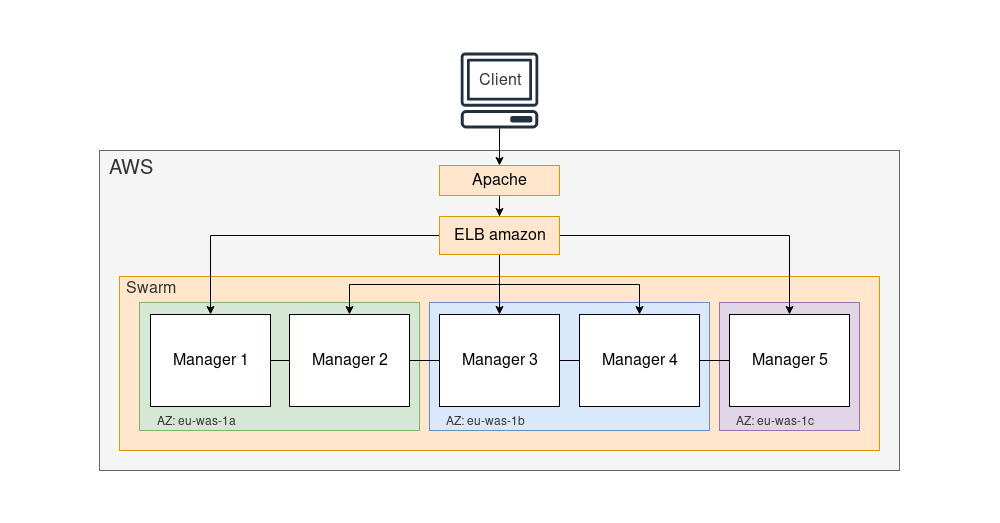 Client
AWS
Apache
ELB amazon
Swarm
Manager 1
Manager 2
Manager 3
Manager 4
Manager 5
AZ: eu-was-1a
AZ: eu-was-1b
AZ: eu-was-1c